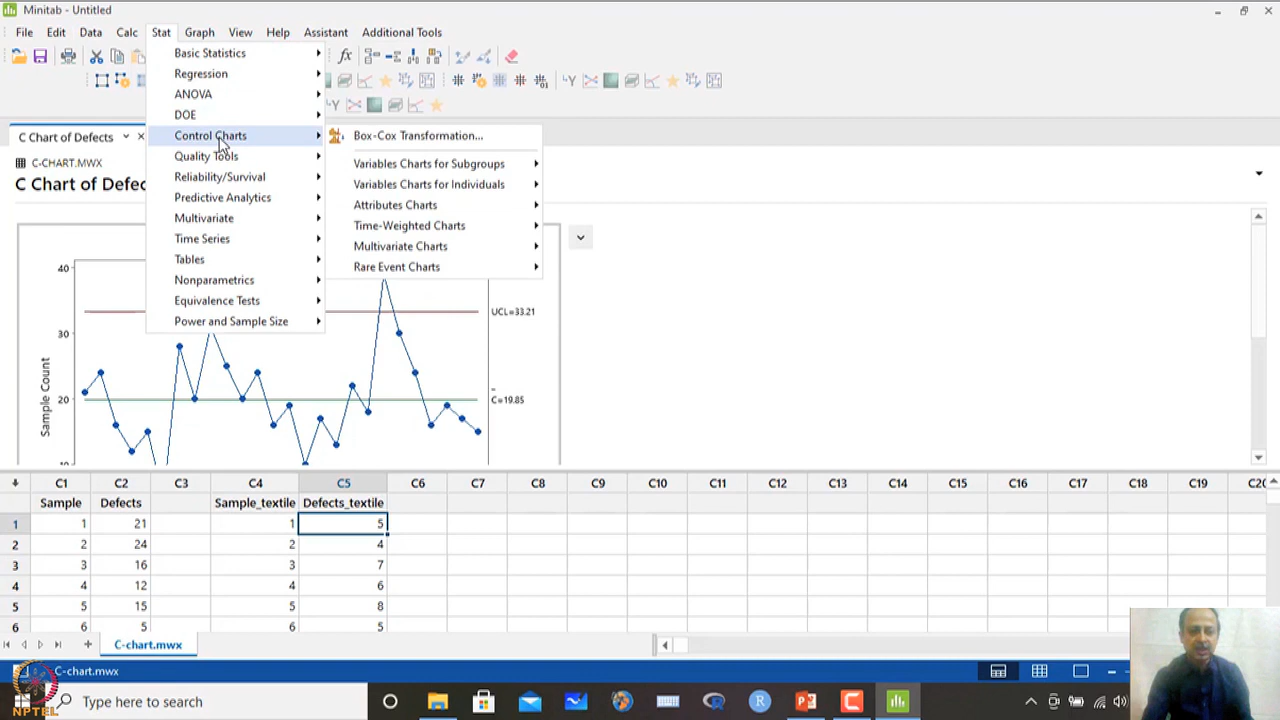 Minitab - Untitled
File Edit Data Calc Stat Graph View Help Assistant Additional Tools
Basic Statistics
Regression
ANOVA
DOE
Control Charts
Quality Tools
Reliability/Survival
Predictive Analytics
Multivariate
Time Series
Tables
Nonparametrics
Equivalence Tests
Power and Sample Size
Box-Cox Transformation...
Variables Charts for Subgroups
Variables Charts for Individuals
Attributes Charts
Time-Weighted Charts
Multivariate Charts
Rare Event Charts
C Chart of Defects
C-CHART.MWX
C Chart of Defec
40
30
20
10
Sample Count
UCL=33.21
C=19.85
C1 C2 C3 C4 C5 C6 C7 C8 C9 C10 C11 C12 C13 C14 C15 C16 C17 C18 C19 C20
Sample Defects Sample_textile Defects_textile
1 21 1 5
2 24 2 4
3 16 3 7
4 12 4 6
5 15 5 8
6 5 6 5
C-chart.mwx
C-chart.mwx
Type here to search
NPTEL